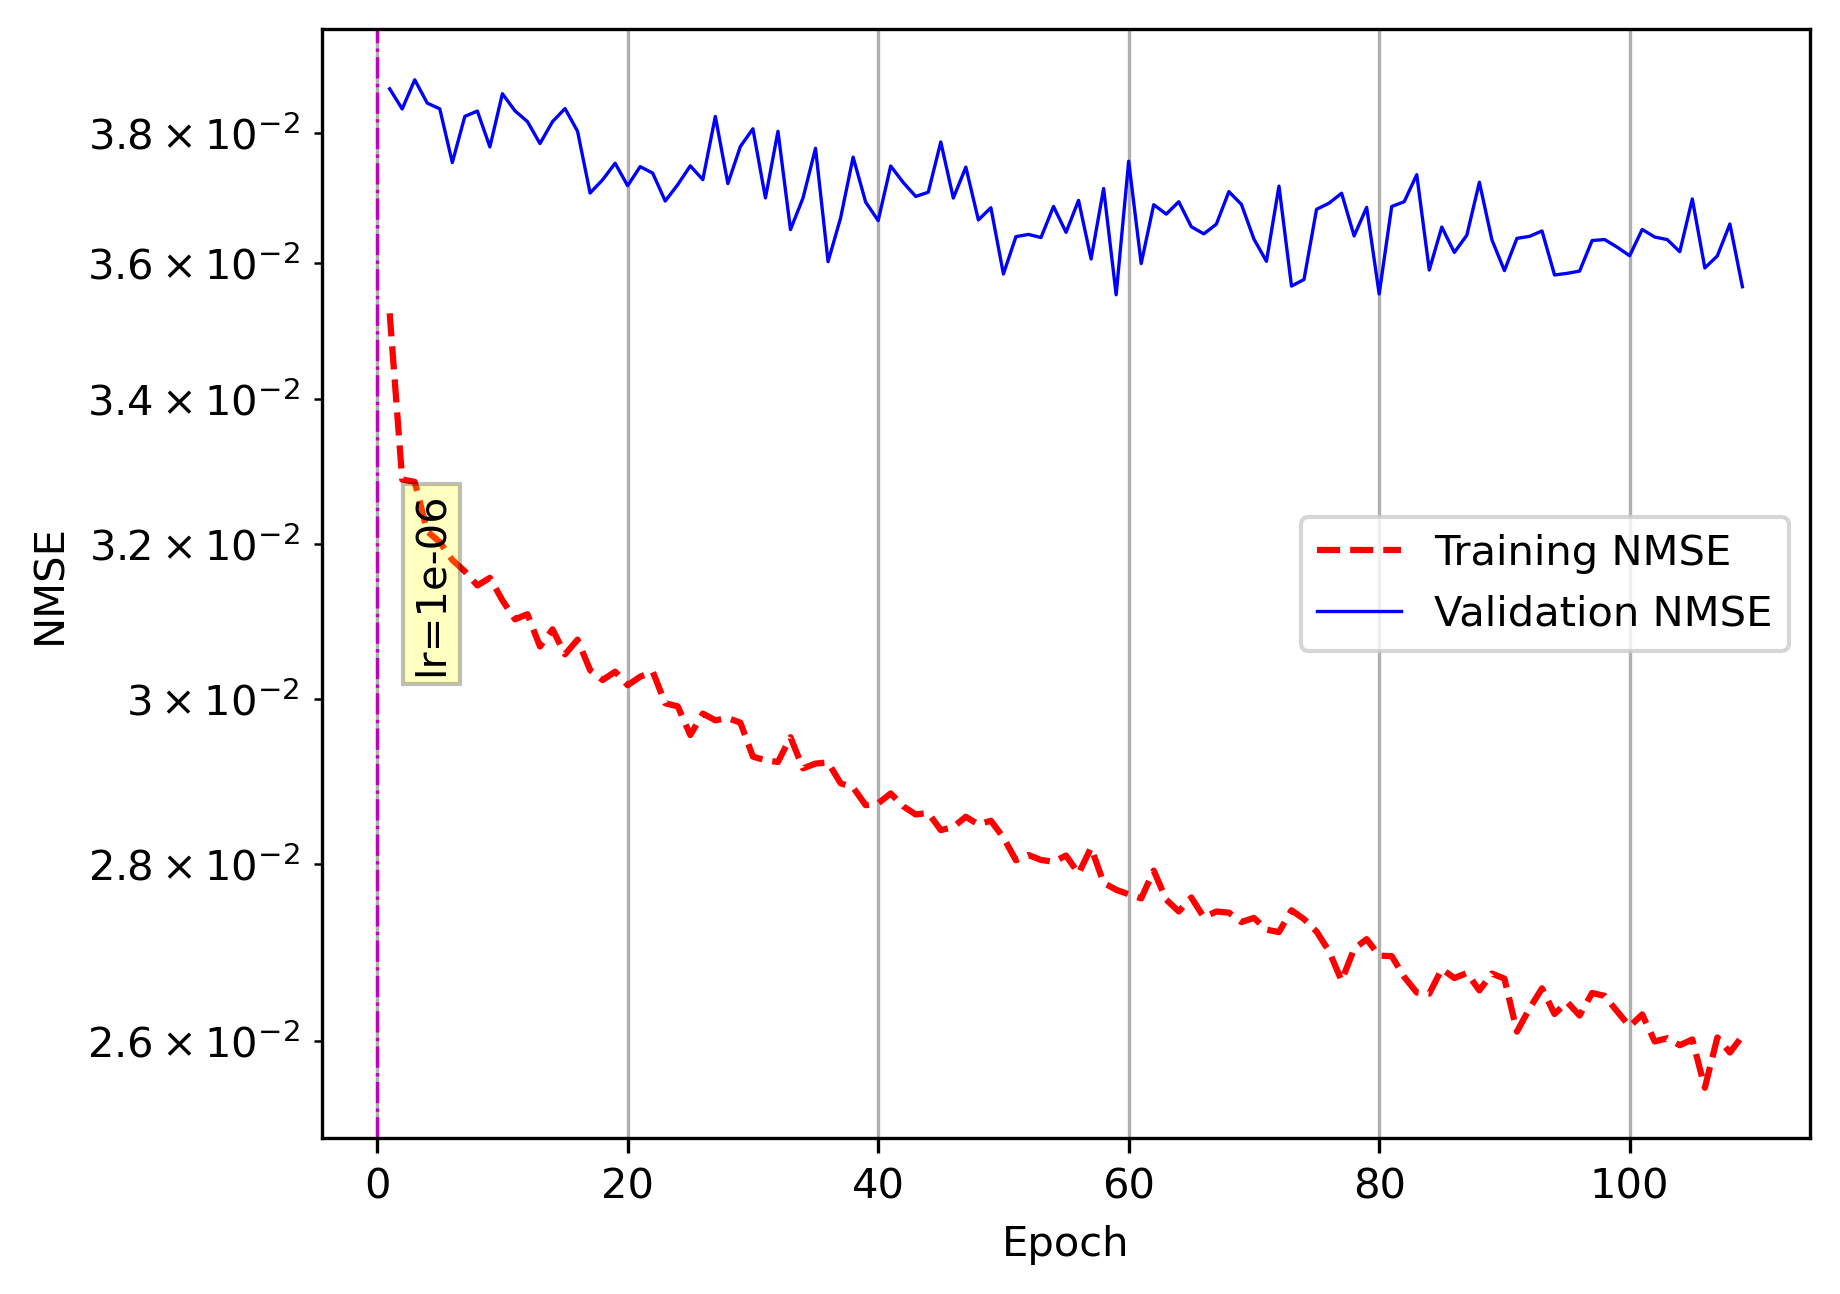 3.8 × 10⁻²
3.6 × 10⁻²
3.4 × 10⁻²
3.2 × 10⁻²
3 × 10⁻²
2.8 × 10⁻²
2.6 × 10⁻²
NMSE
lr=1e-06
Training NMSE
Validation NMSE
0 20 40 60 80 100
Epoch